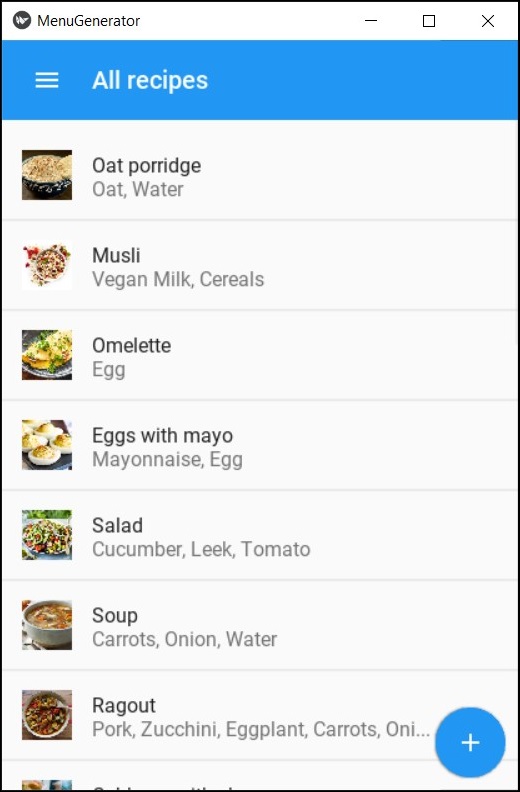 MenuGenerator
All recipes
Oat porridge
Oat, Water
Musli
Vegan Milk, Cereals
Omelette
Egg
Eggs with mayo
Mayonnaise, Egg
Salad
Cucumber, Leek, Tomato
Soup
Carrots, Onion, Water
Ragout
Pork, Zucchini, Eggplant, Carrots, Oni...